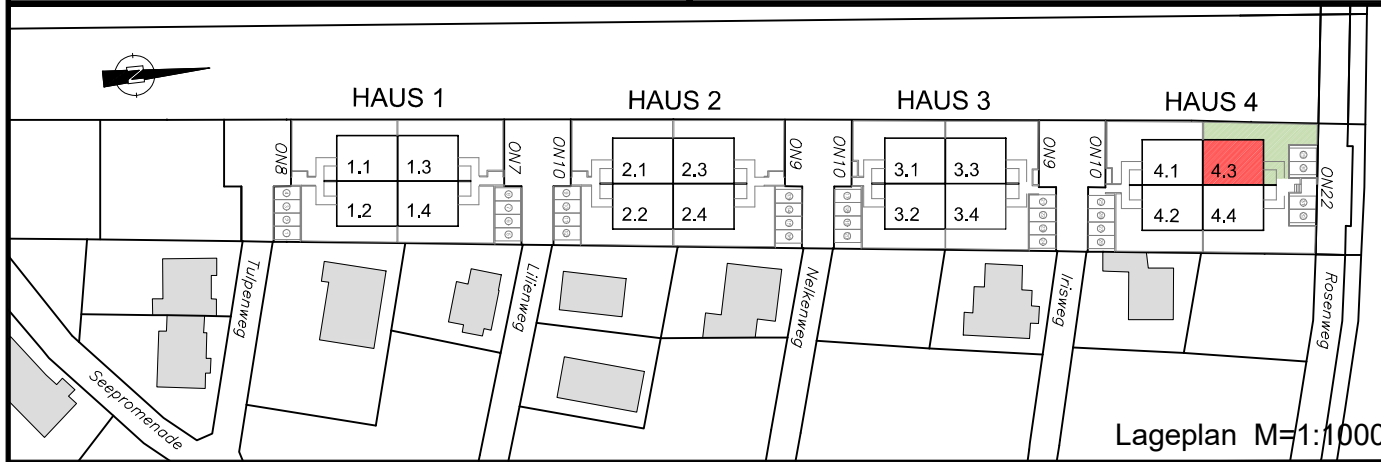 N
HAUS 1
HAUS 2
HAUS 3
HAUS 4
ON8
1.1
1.3
1.2
1.4
ON7
ON10
2.1
2.3
2.2
2.4
ON9
ON10
3.1
3.3
3.2
3.4
ON9
ON10
4.1
4.3
4.2
4.4
ON22
Tulpenweg
Lilienweg
Nelkenweg
Irisweg
Rosenweg
Seepromenade
Lageplan M=1:1000